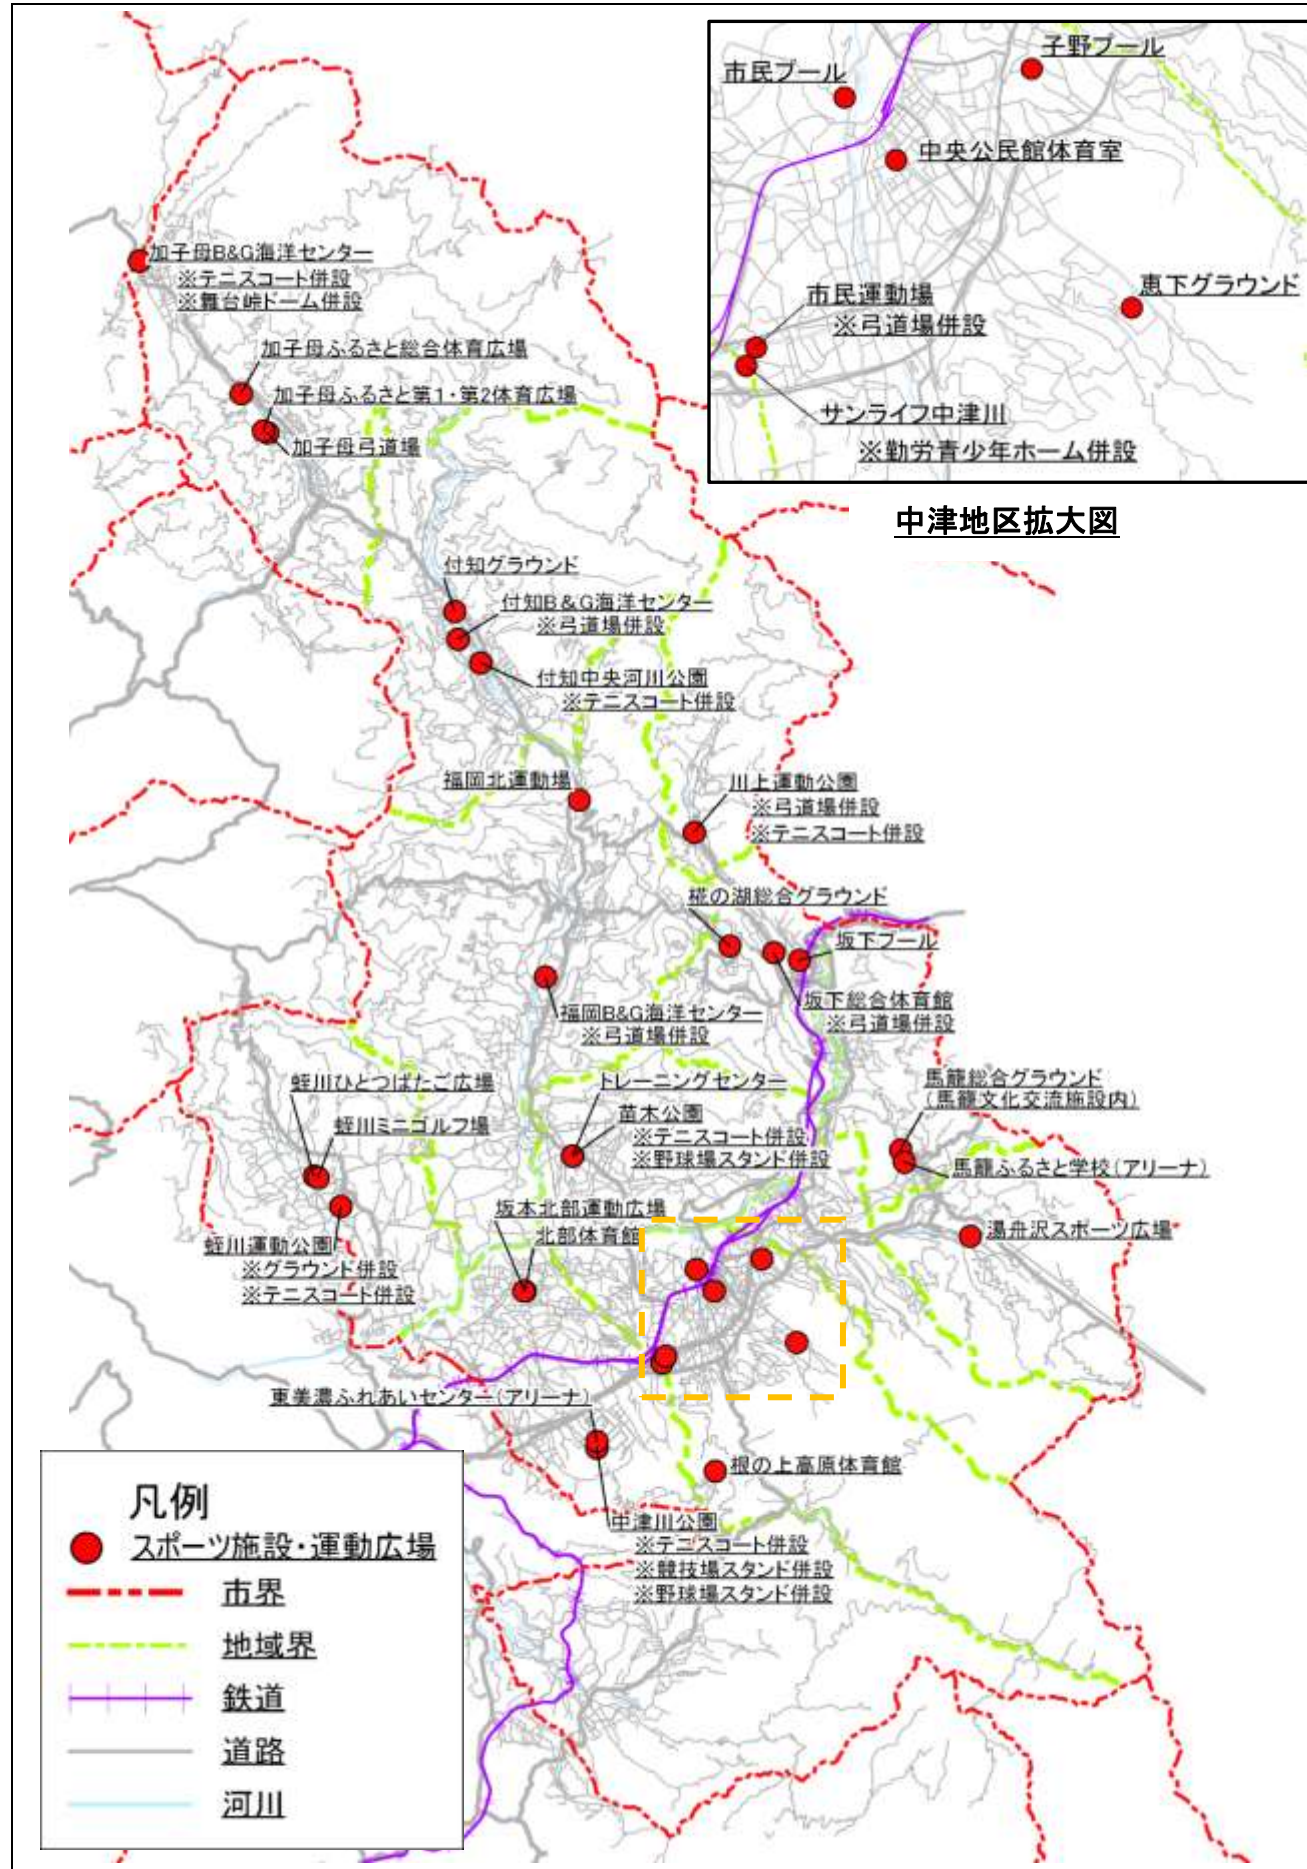 子野プール
市民プール
中央公民館体育室
恵下グラウンド
市民運動場
※弓道場併設
サンライフ中津川
※勤労青少年ホーム併設
中津地区拡大図
加子母B&G海洋センター
※テニスコート併設
※舞台峠ドーム併設
加子母ふるさと総合体育広場
加子母ふるさと第1・第2体育広場
加子母弓道場
付知グラウンド
付知B&G海洋センター
※弓道場併設
付知中央河川公園
※テニスコート併設
福岡北運動場
川上運動公園
※弓道場併設
※テニスコート併設
椛の湖総合グラウンド
坂下プール
坂下総合体育館
※弓道場併設
福岡B&G海洋センター
※弓道場併設
蛭川ひとつばたご広場
蛭川ミニゴルフ場
トレーニングセンター
苗木公園
※テニスコート併設
※野球場スタンド併設
馬籠総合グラウンド
(馬籠文化交流施設内)
馬籠ふるさと学校(アリーナ)
坂本北部運動広場
北部体育館
湯舟沢スポーツ広場
蛭川運動公園
※グラウンド併設
※テニスコート併設
東美濃ふれあいセンター(アリーナ)
根の上高原体育館
中津川公園
※テニスコート併設
※競技場スタンド併設
※野球場スタンド併設
凡例
スポーツ施設・運動広場
市界
地域界
鉄道
道路
河川